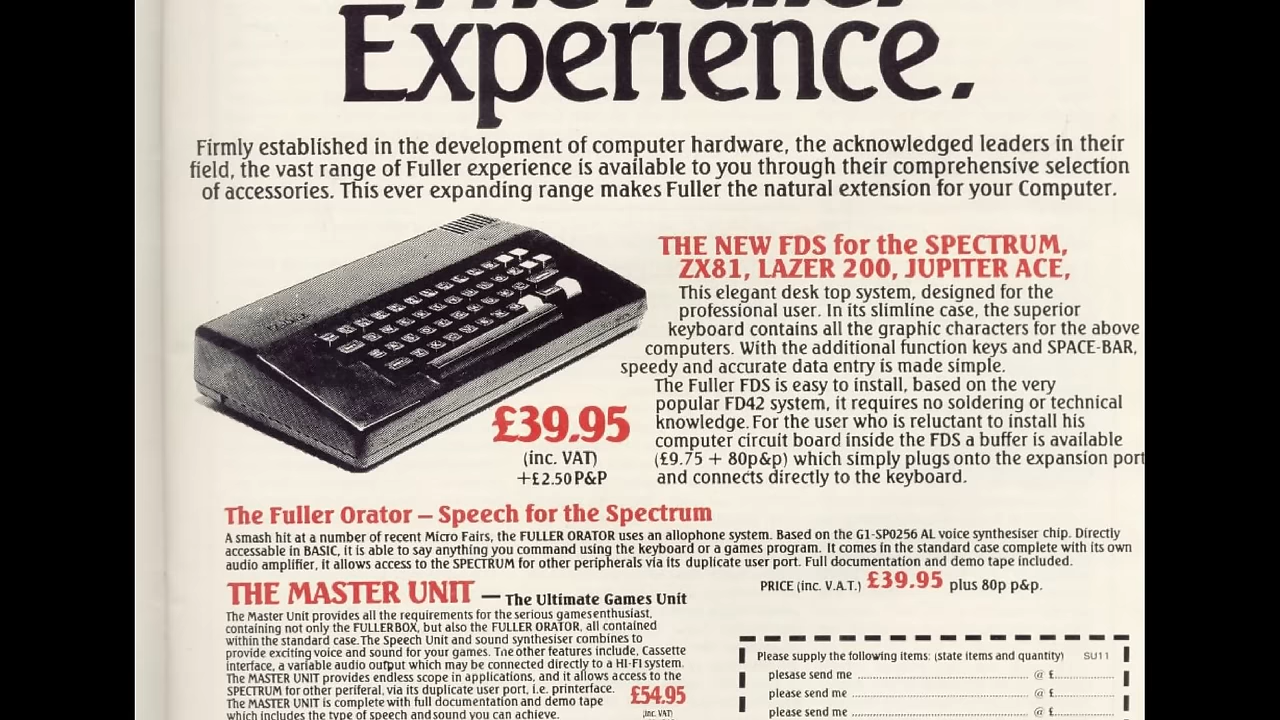 The Fuller
Experience.
Firmly established in the development of computer hardware, the acknowledged leaders in their
field, the vast range of Fuller experience is available to you through their comprehensive selection
of accessories. This ever expanding range makes Fuller the natural extension for your Computer.
THE NEW FDS for the SPECTRUM,
ZX81, LAZER 200, JUPITER ACE,
This elegant desk top system, designed for the
professional user. In its slimline case, the superior
keyboard contains all the graphic characters for the above
computers. With the additional function keys and SPACE-BAR,
speedy and accurate data entry is made simple.
The Fuller FDS is easy to install, based on the very
popular FD42 system, it requires no soldering or technical
knowledge. For the user who is reluctant to install his
computer circuit board inside the FDS a buffer is available
(£9.75 + 80p&p) which simply plugs onto the expansion port
and connects directly to the keyboard.
£39.95
(inc. VAT)
+£2.50 P&P
The Fuller Orator – Speech for the Spectrum
A smash hit at a number of recent Micro Fairs, the FULLER ORATOR uses an allophone system. Based on the G1-SP0256 AL voice synthesiser chip. Directly
accessable in BASIC, it is able to say anything you command using the keyboard or a games program. It comes in the standard case complete with its own
audio amplifier, it allows access to the SPECTRUM for other peripherals via its duplicate user port. Full documentation and demo tape included.
PRICE (inc. V.A.T.) £39.95 plus 80p p&p.
THE MASTER UNIT — The Ultimate Games Unit
The Master Unit provides all the requirements for the serious gamesenthusiast,
containing not only the FULLERBOX, but also the FULLER ORATOR, all contained
within the standard case. The Speech Unit and sound synthesiser combines to
provide exciting voice and sound for your games. Tne other features include, Cassette
interface, a variable audio output which may be connected directly to a HI-FI system.
The MASTER UNIT provides endless scope in applications, and it allows access to the
SPECTRUM for other periferal, via its duplicate user port, i.e. printerface.
The MASTER UNIT is complete with full documentation and demo tape
which includes the type of speech and sound you can achieve.
£54.95
(inc. VAT)
Please supply the following items: (state items and quantity) SU11
plesase send me @ £
please send me @ £
please send me @ £